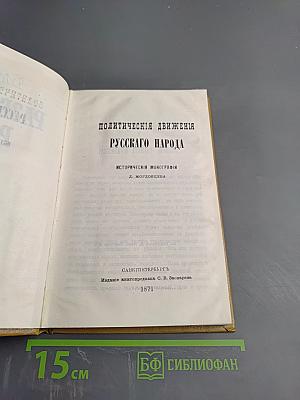 ПОЛИТИЧЕСКІЯ ДВИЖЕНІЯ
РУССКАГО НАРОДА
ИСТОРИЧЕСКІЯ МОНОГРАФІИ
Д. МОРДОВЦЕВА
САНКТПЕТЕРБУРГЪ
Изданіе книгопродавца С. В. Звонарева
1871
15 см
БФ БИБЛИОФАН